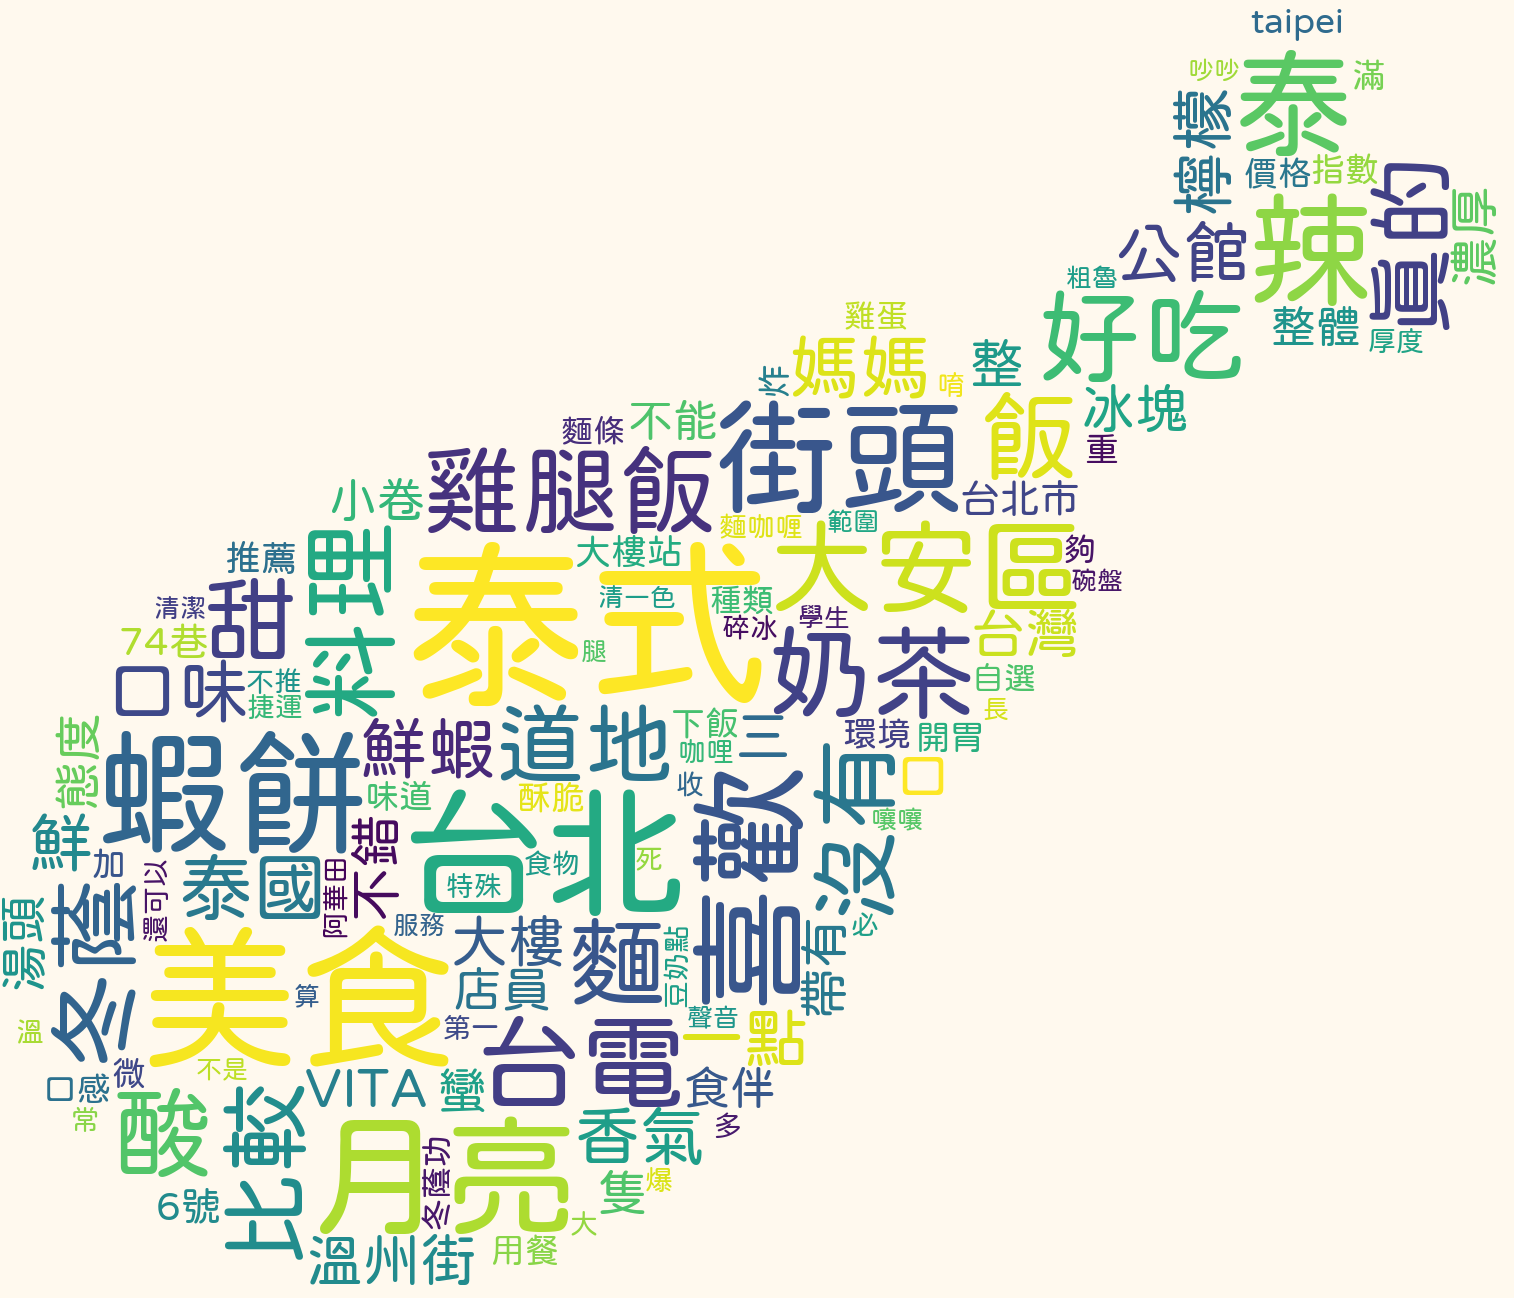 taipei
吵吵
泰
滿
檸檬
價格
指數
真的
濃厚
辣
公館
粗魯
好吃
整體
厚度
雞蛋
媽媽
炸
唷
整
飯
冰塊
重
不能
麵條
街頭
台北市
小卷
雞腿飯
麵咖喱
範圍
大安區
夠
碗盤
推薦
料理
泰式
大樓站
清一色
種類
碎冰
學生
台灣
清潔
甜
74巷
腿
奶茶
自選
長
口味
不推
捷運
態度
鮮蝦
道地
下飯
咖哩
三
環境
開胃
蝦餅
味道
酥脆
收
歡喜
沒有
口
嚷嚷
鮮
加
還可以
泰國
阿華田
不錯
台北
特殊
食物
死
湯頭
冬蔭
服務
大樓
麵
豆奶點
帶有
必
美食
算
店員
溫
第一
台電
聲音
一點
不是
口感
微
常
酸
比較
VITA
蠻
食伴
多
月亮
冬蔭功
香氣
隻
爆
6號
大
溫州街
用餐